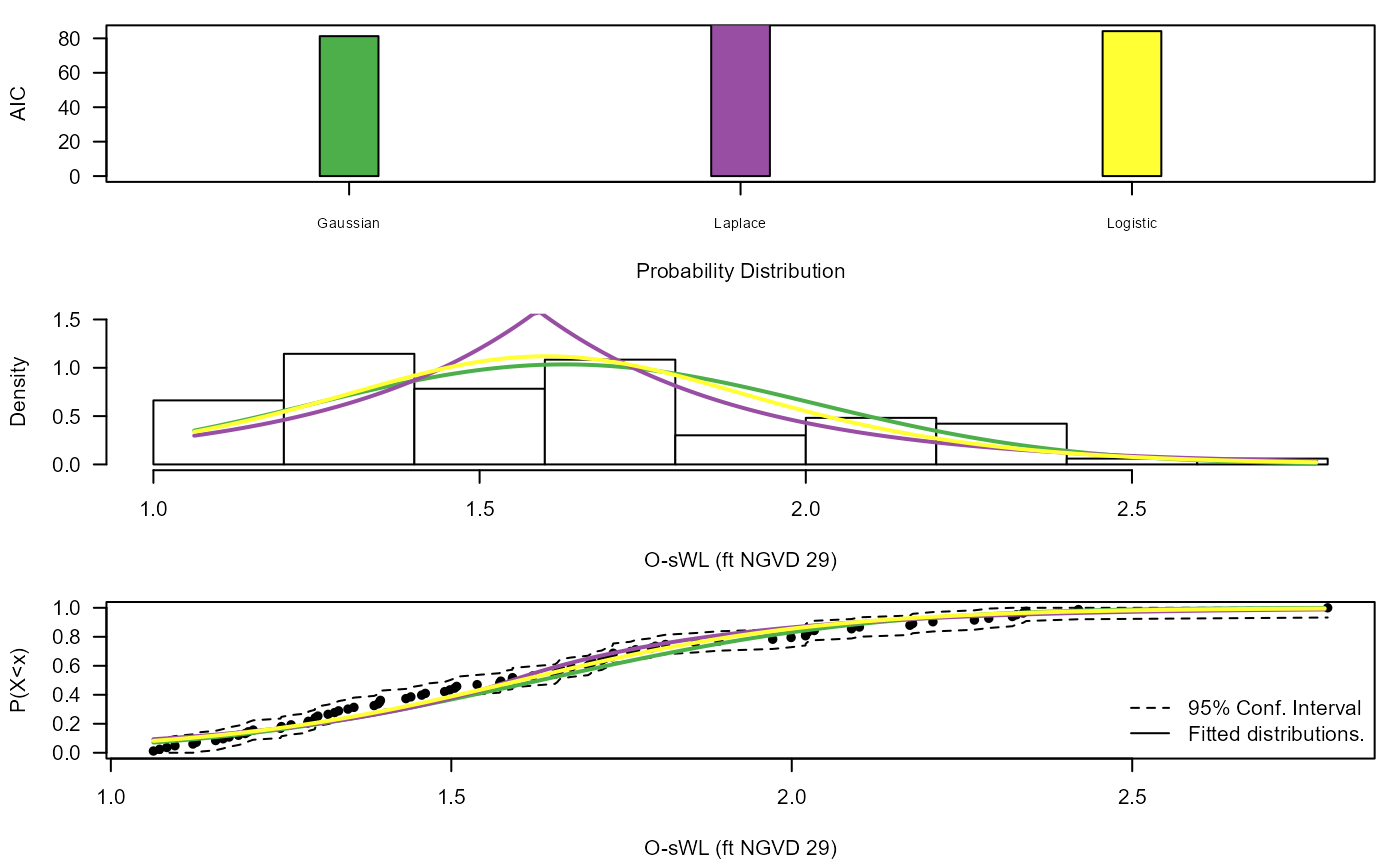 AIC
80
60
40
20
0
Gaussian Laplace Logistic
Probability Distribution
Density
1.5
1.0
0.5
0.0
1.0 1.5 2.0 2.5
O-sWL (ft NGVD 29)
P(X<x)
1.0
0.8
0.6
0.4
0.2
0.0
95% Conf. Interval
Fitted distributions.
1.0 1.5 2.0 2.5
O-sWL (ft NGVD 29)